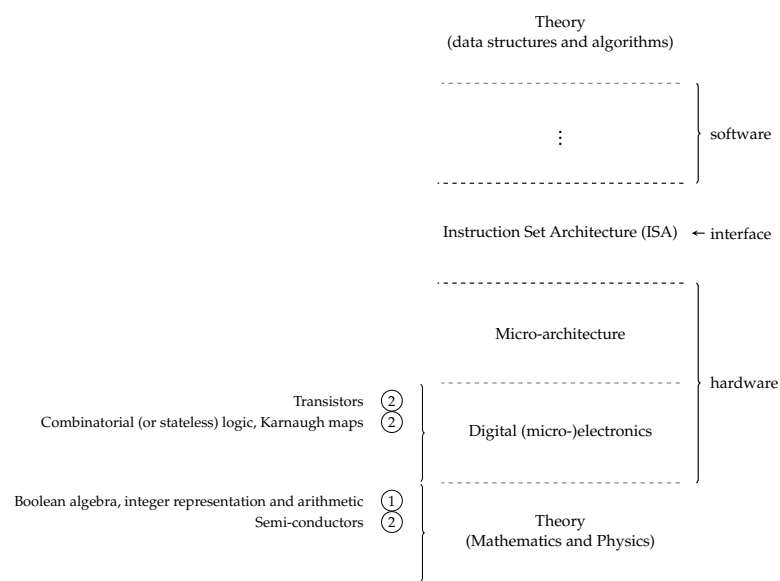 Theory
(data structures and algorithms)
⋮
software
Instruction Set Architecture (ISA) ← interface
Micro-architecture
hardware
Transistors ②
Combinatorial (or stateless) logic, Karnaugh maps ②
Digital (micro-)electronics
Boolean algebra, integer representation and arithmetic ①
Semi-conductors ②
Theory
(Mathematics and Physics)